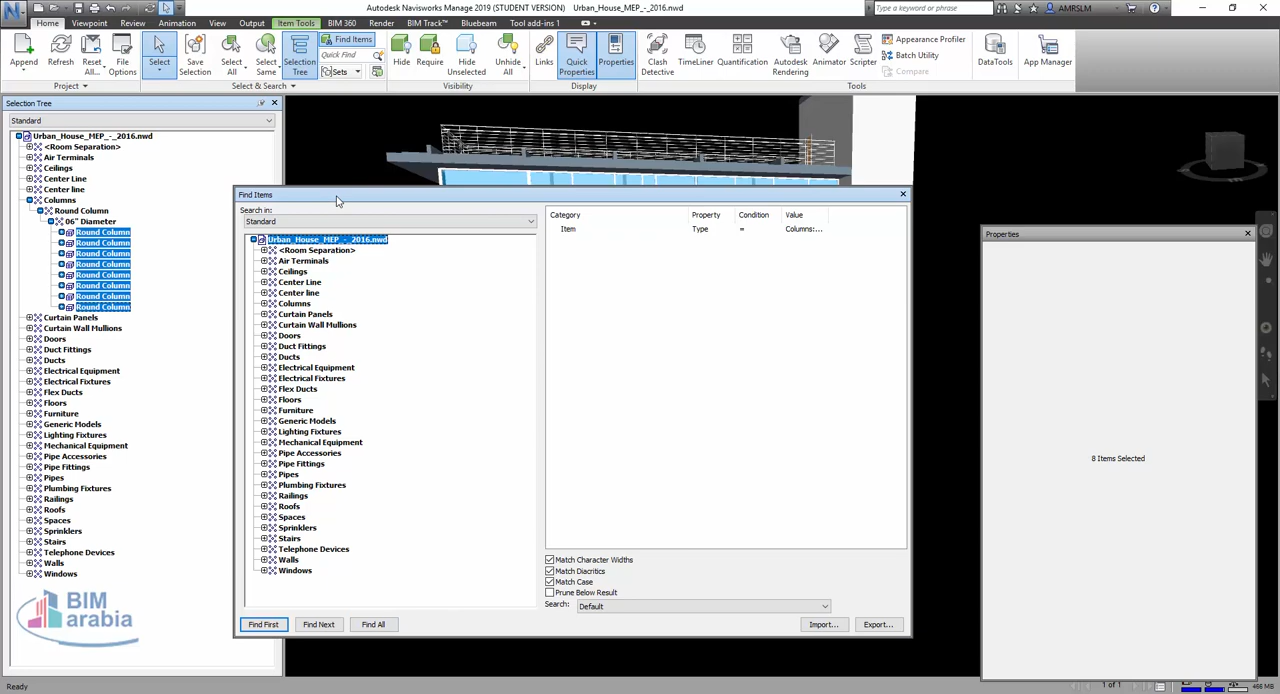 Autodesk Navisworks Manage 2019 (STUDENT VERSION) Urban_House_MEP_-_2016.nwd
Type a keyword or phrase
AMRSLM
Home Viewpoint Review Animation View Output Item Tools BIM 360 Render BIM Track™ Bluebeam Tool add-ins 1
Append
Refresh
Reset All...
File Options
Select
Save Selection
Select All
Select Same
Selection Tree
Find Items
Quick Find
Sets
Hide
Require
Hide Unselected
Unhide All
Links
Quick Properties
Properties
Clash Detective
TimeLiner
Quantification
Autodesk Rendering
Animator
Scripter
Appearance Profiler
Batch Utility
Compare
DataTools
App Manager
Project
Select & Search
Visibility
Display
Tools
Selection Tree
Standard
Urban_House_MEP_-_2016.nwd
<Room Separation>
Air Terminals
Ceilings
Center Line
Center line
Columns
Round Column
06" Diameter
Round Column
Round Column
Round Column
Round Column
Round Column
Round Column
Round Column
Round Column
Curtain Panels
Curtain Wall Mullions
Doors
Duct Fittings
Ducts
Electrical Equipment
Electrical Fixtures
Flex Ducts
Floors
Furniture
Generic Models
Lighting Fixtures
Mechanical Equipment
Pipe Accessories
Pipe Fittings
Pipes
Plumbing Fixtures
Railings
Roofs
Spaces
Sprinklers
Stairs
Telephone Devices
Walls
Windows
BIM
arabia
Find Items
Search in:
Standard
Urban_House_MEP_-_2016.nwd
<Room Separation>
Air Terminals
Ceilings
Center Line
Center line
Columns
Curtain Panels
Curtain Wall Mullions
Doors
Duct Fittings
Ducts
Electrical Equipment
Electrical Fixtures
Flex Ducts
Floors
Furniture
Generic Models
Lighting Fixtures
Mechanical Equipment
Pipe Accessories
Pipe Fittings
Pipes
Plumbing Fixtures
Railings
Roofs
Spaces
Sprinklers
Stairs
Telephone Devices
Walls
Windows
Category Property Condition Value
Item Type = Columns:...
Match Character Widths
Match Diacritics
Match Case
Prune Below Result
Search: Default
Find First Find Next Find All Import... Export...
Properties
8 Items Selected
Ready
1 of 1
466 MB